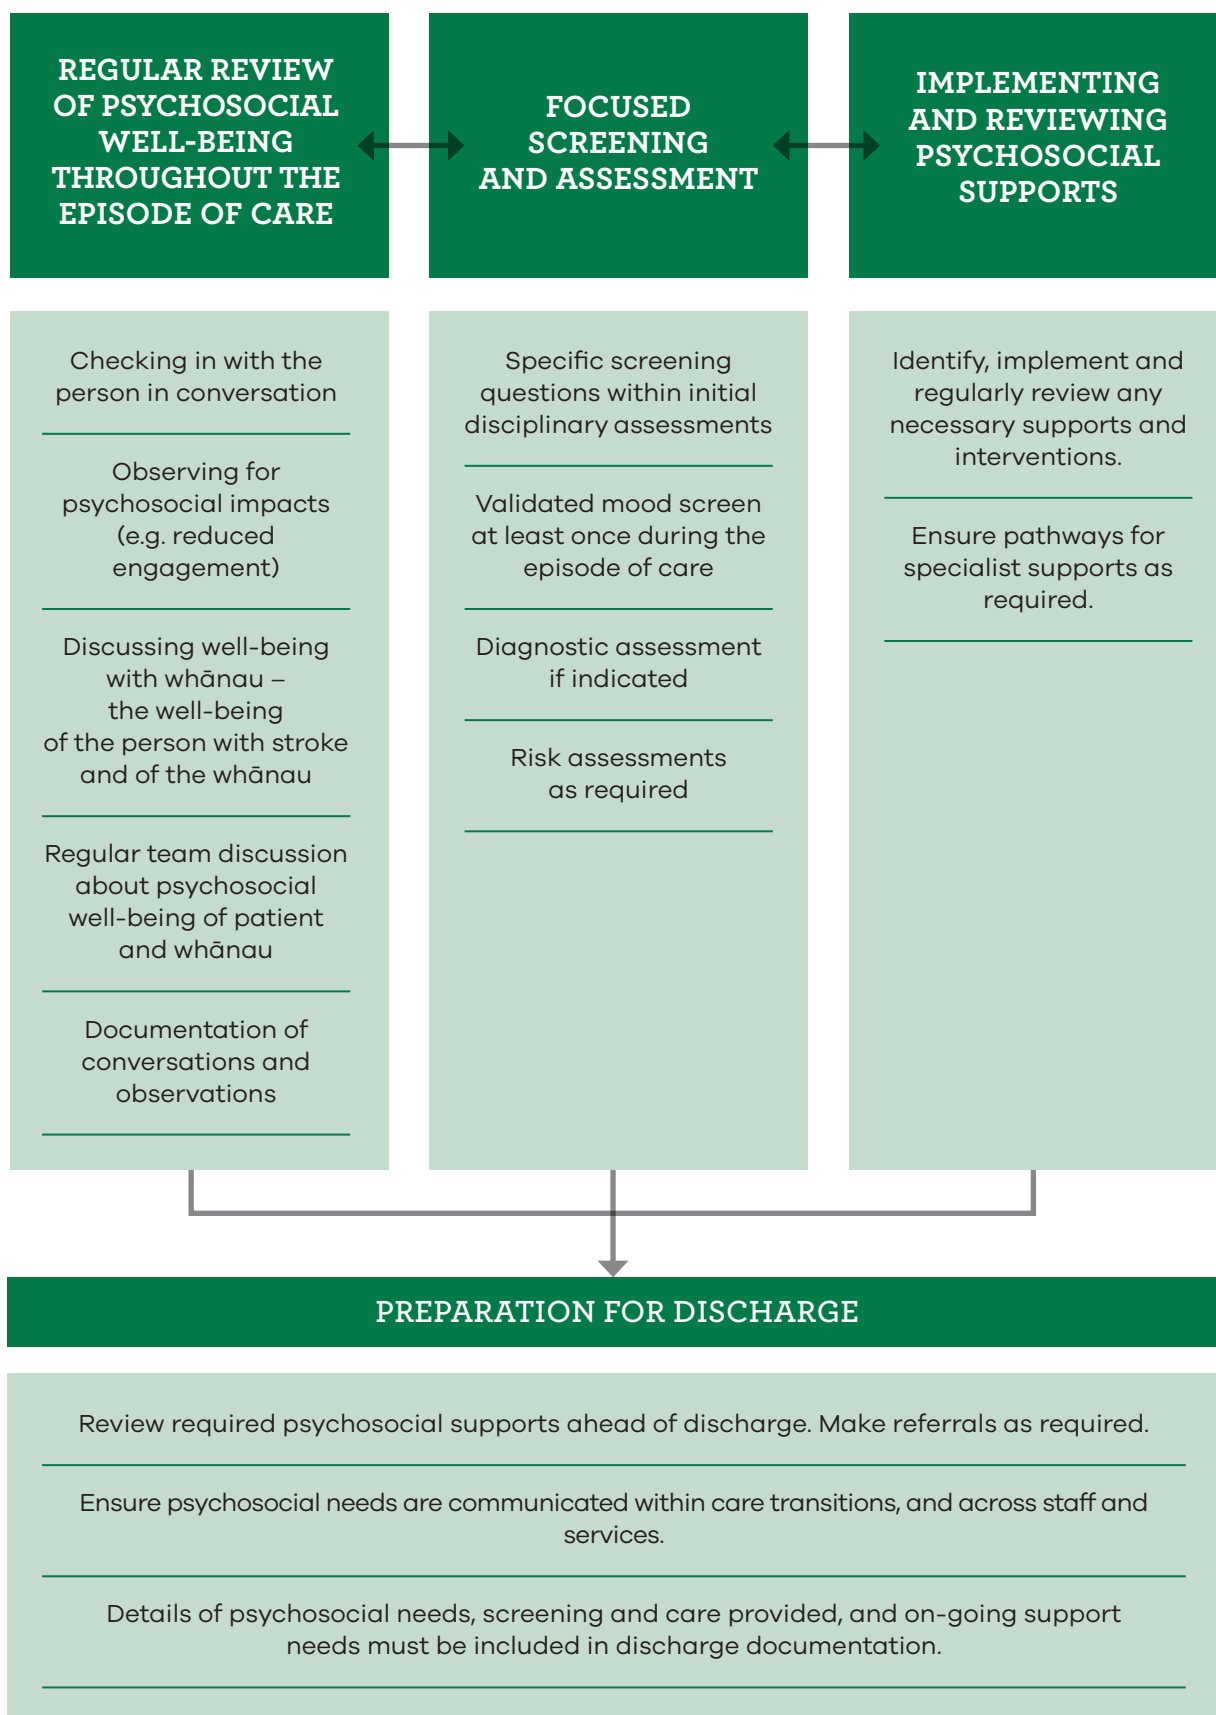 REGULAR REVIEW
OF PSYCHOSOCIAL
WELL-BEING
THROUGHOUT THE
EPISODE OF CARE
FOCUSED
SCREENING
AND ASSESSMENT
IMPLEMENTING
AND REVIEWING
PSYCHOSOCIAL
SUPPORTS
Checking in with the
person in conversation
Observing for
psychosocial impacts
(e.g. reduced
engagement)
Discussing well-being
with whānau –
the well-being
of the person with stroke
and of the whānau
Regular team discussion
about psychosocial
well-being of patient
and whānau
Documentation of
conversations and
observations
Specific screening
questions within initial
disciplinary assessments
Validated mood screen
at least once during the
episode of care
Diagnostic assessment
if indicated
Risk assessments
as required
Identify, implement and
regularly review any
necessary supports and
interventions.
Ensure pathways for
specialist supports as
required.
PREPARATION FOR DISCHARGE
Review required psychosocial supports ahead of discharge. Make referrals as required.
Ensure psychosocial needs are communicated within care transitions, and across staff and
services.
Details of psychosocial needs, screening and care provided, and on-going support
needs must be included in discharge documentation.